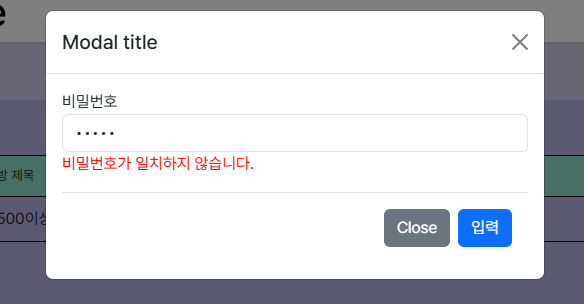 e
Modal title
비밀번호
•••••
비밀번호가 일치하지 않습니다.
방 제목
500이상
Close
입력